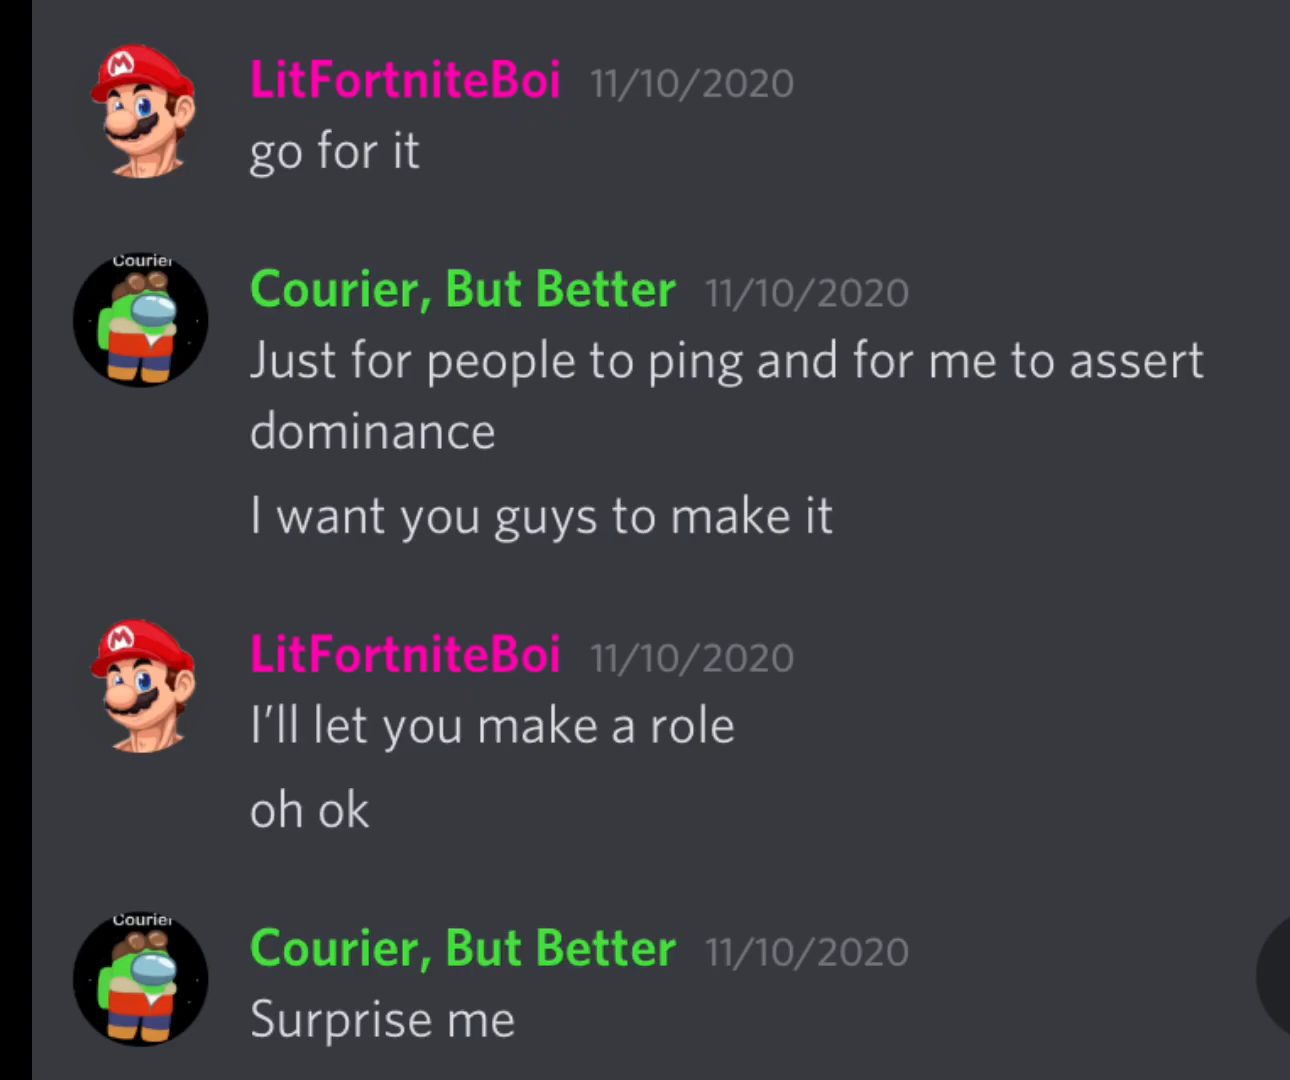 LitFortniteBoi 11/10/2020
go for it
Courier
Courier, But Better 11/10/2020
Just for people to ping and for me to assert
dominance
I want you guys to make it
LitFortniteBoi 11/10/2020
I'll let you make a role
oh ok
Courier
Courier, But Better 11/10/2020
Surprise me